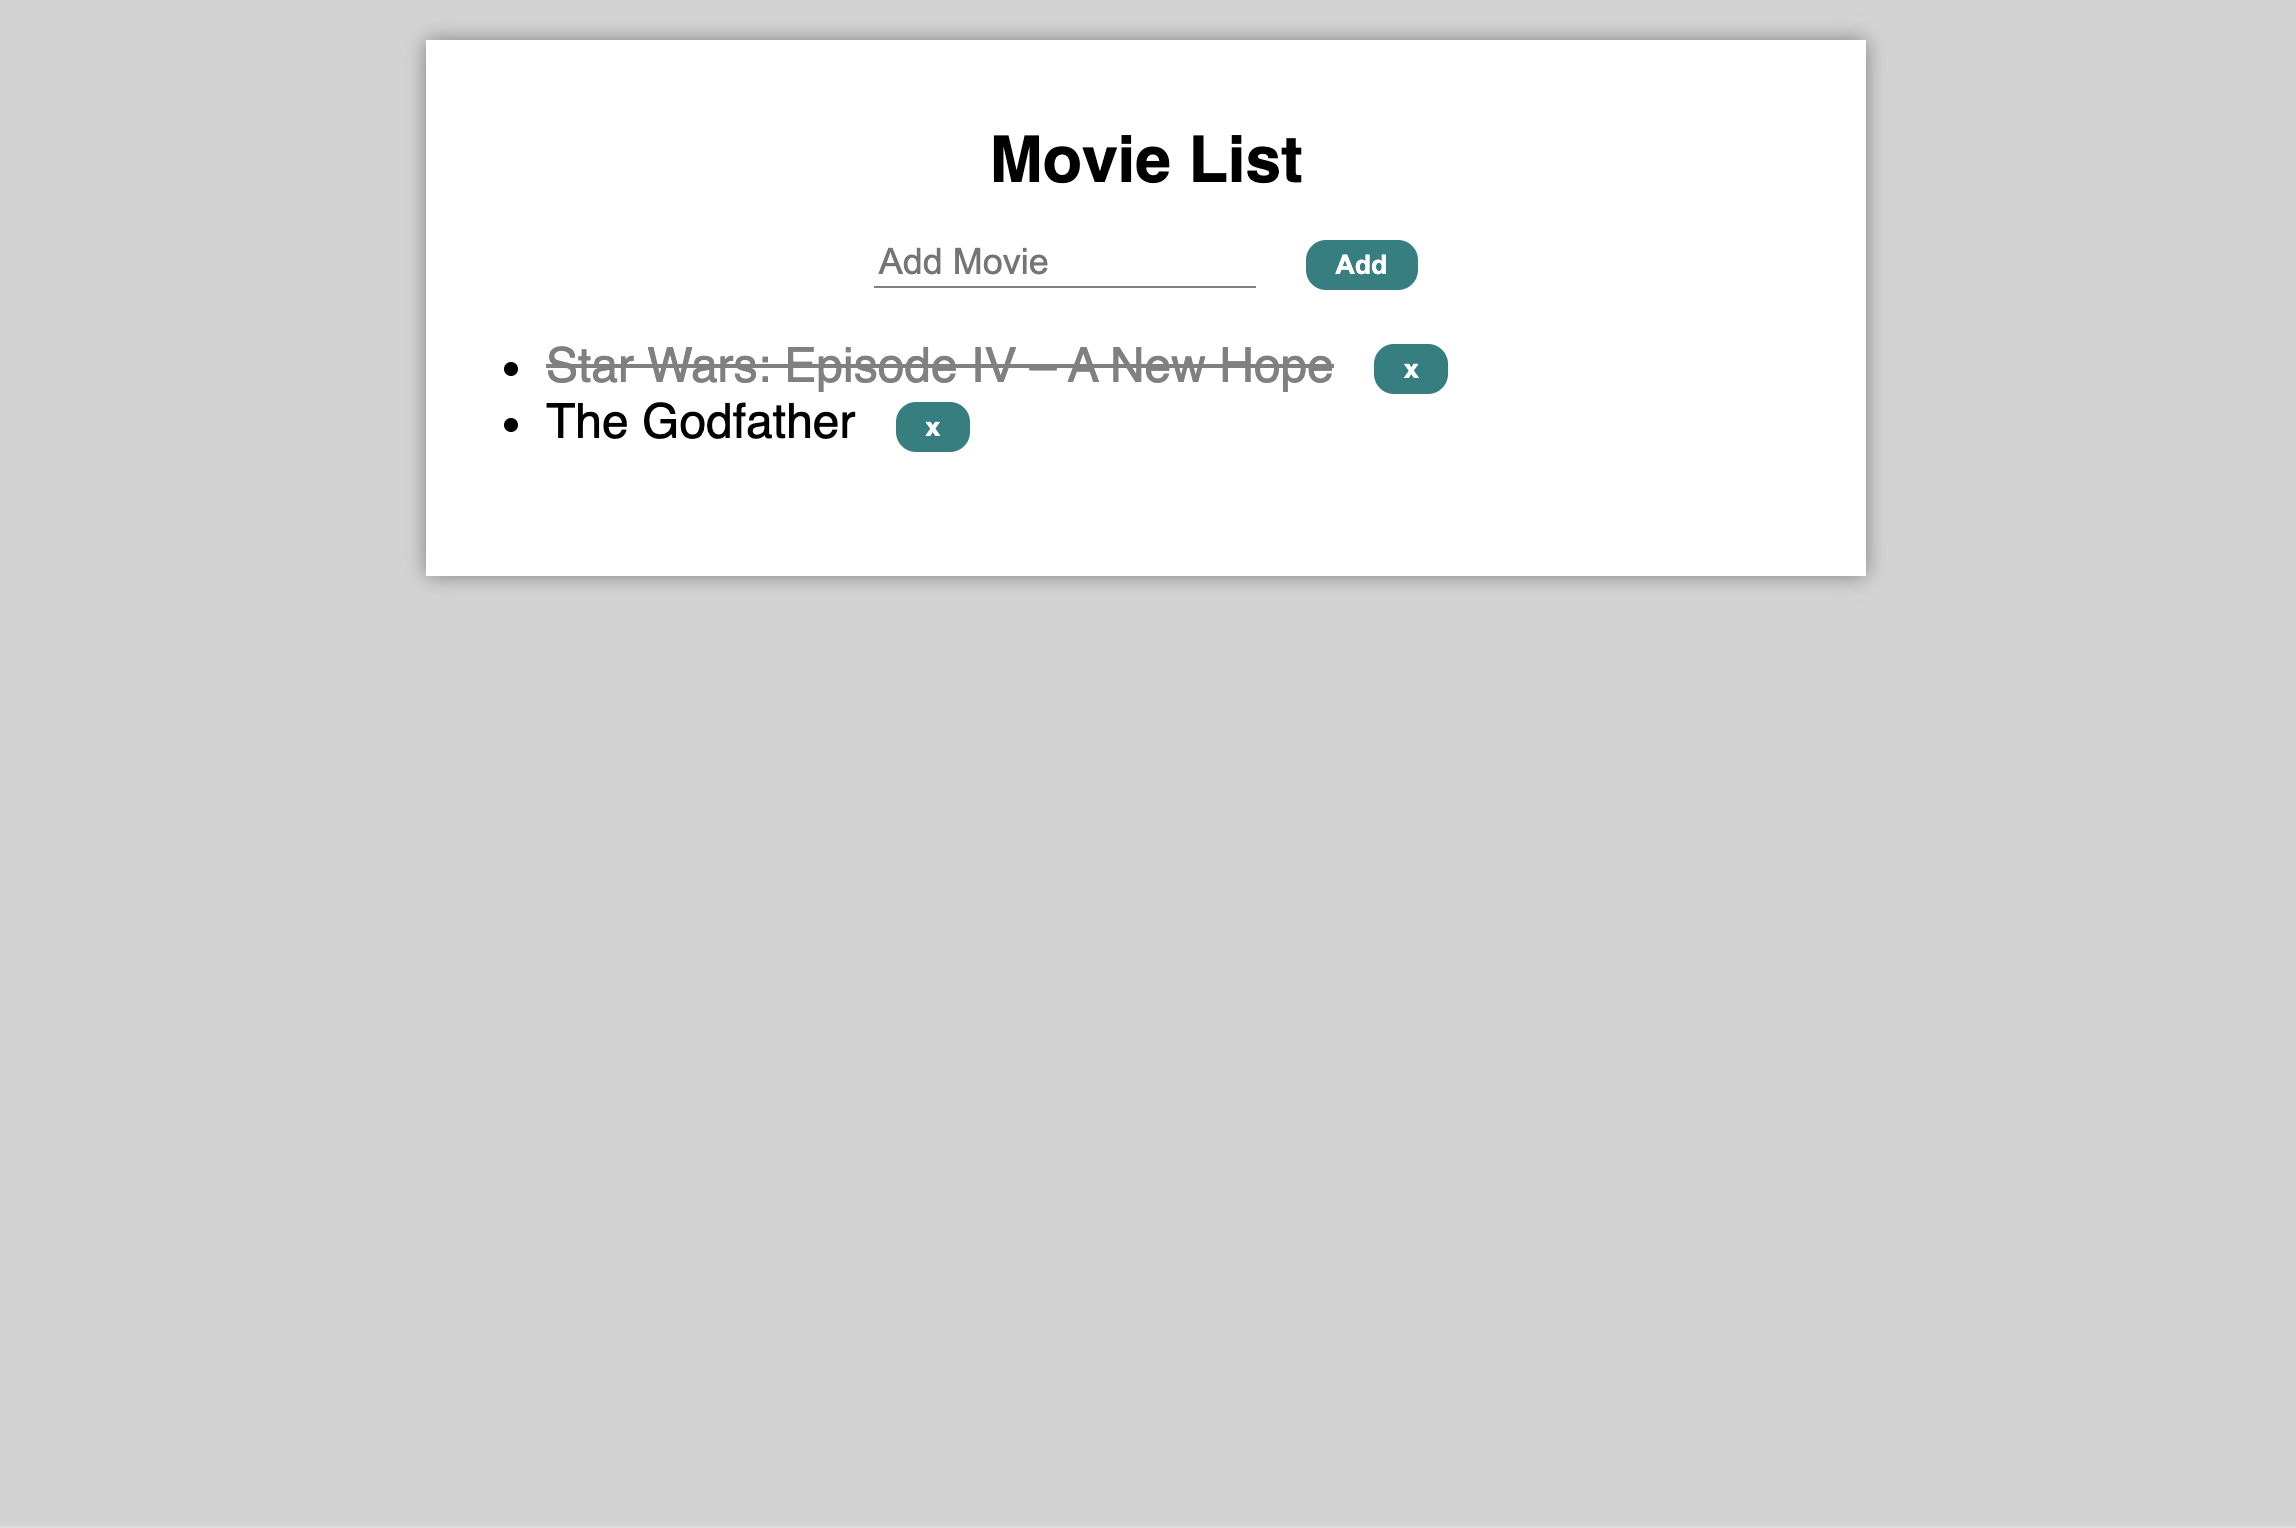 Movie List
Add Movie Add
Star Wars: Episode IV – A New Hope x
The Godfather x